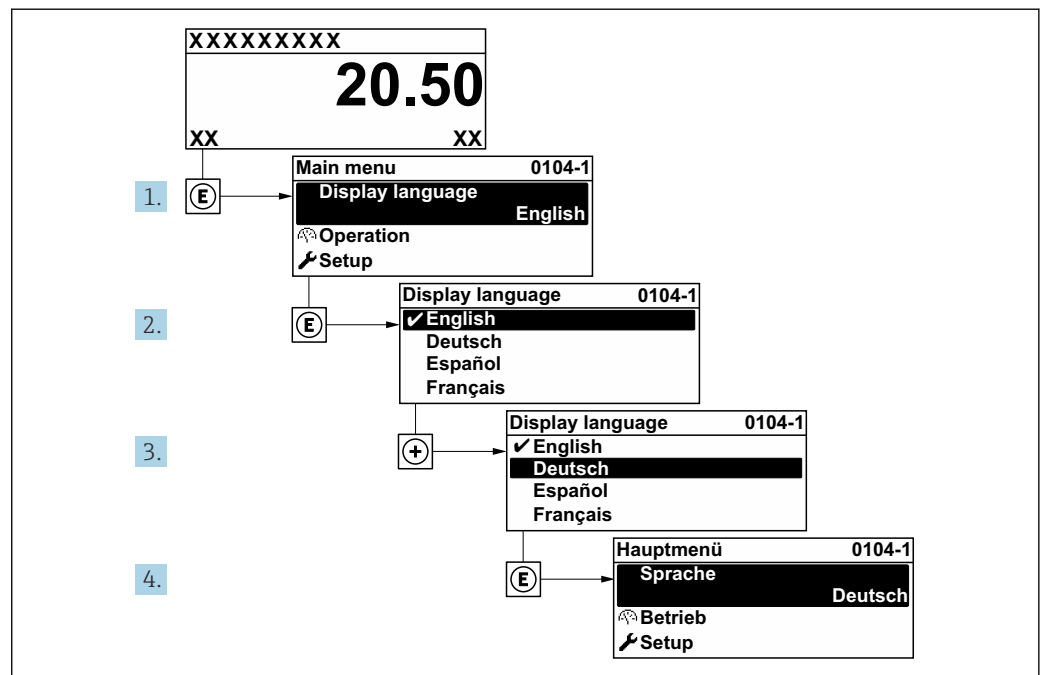 XXXXXXXXX
20.50
XX XX
1. E
Main menu 0104-1
Display language
English
Operation
Setup
2. E
Display language 0104-1
✔English
Deutsch
Español
Français
3. +
Display language 0104-1
✔English
Deutsch
Español
Français
4. E
Hauptmenü 0104-1
Sprache
Deutsch
Betrieb
Setup